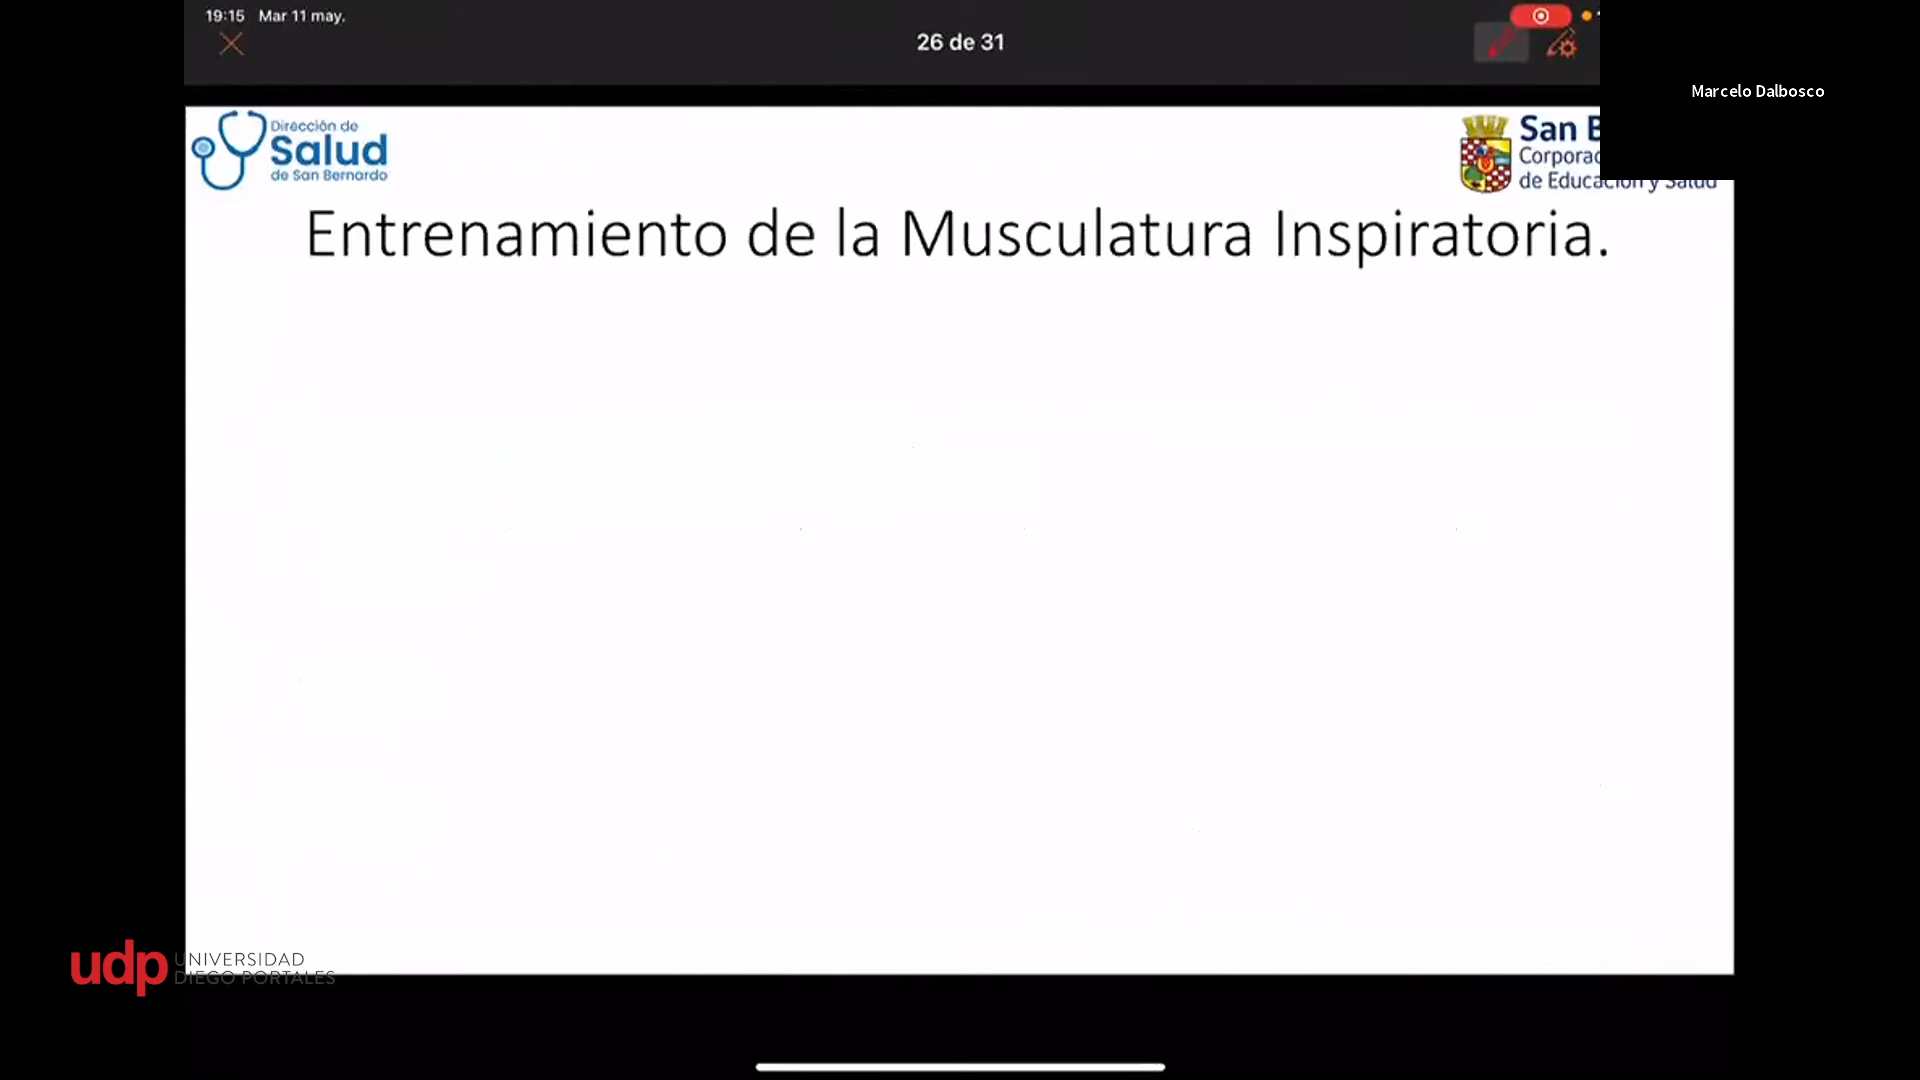 19:15 Mar 11 may.
26 de 31
Marcelo Dalbosco
Dirección de
Salud
de San Bernardo
San B
Corporac
de Educación y Salud
Entrenamiento de la Musculatura Inspiratoria.
udp UNIVERSIDAD
DIEGO PORTALES